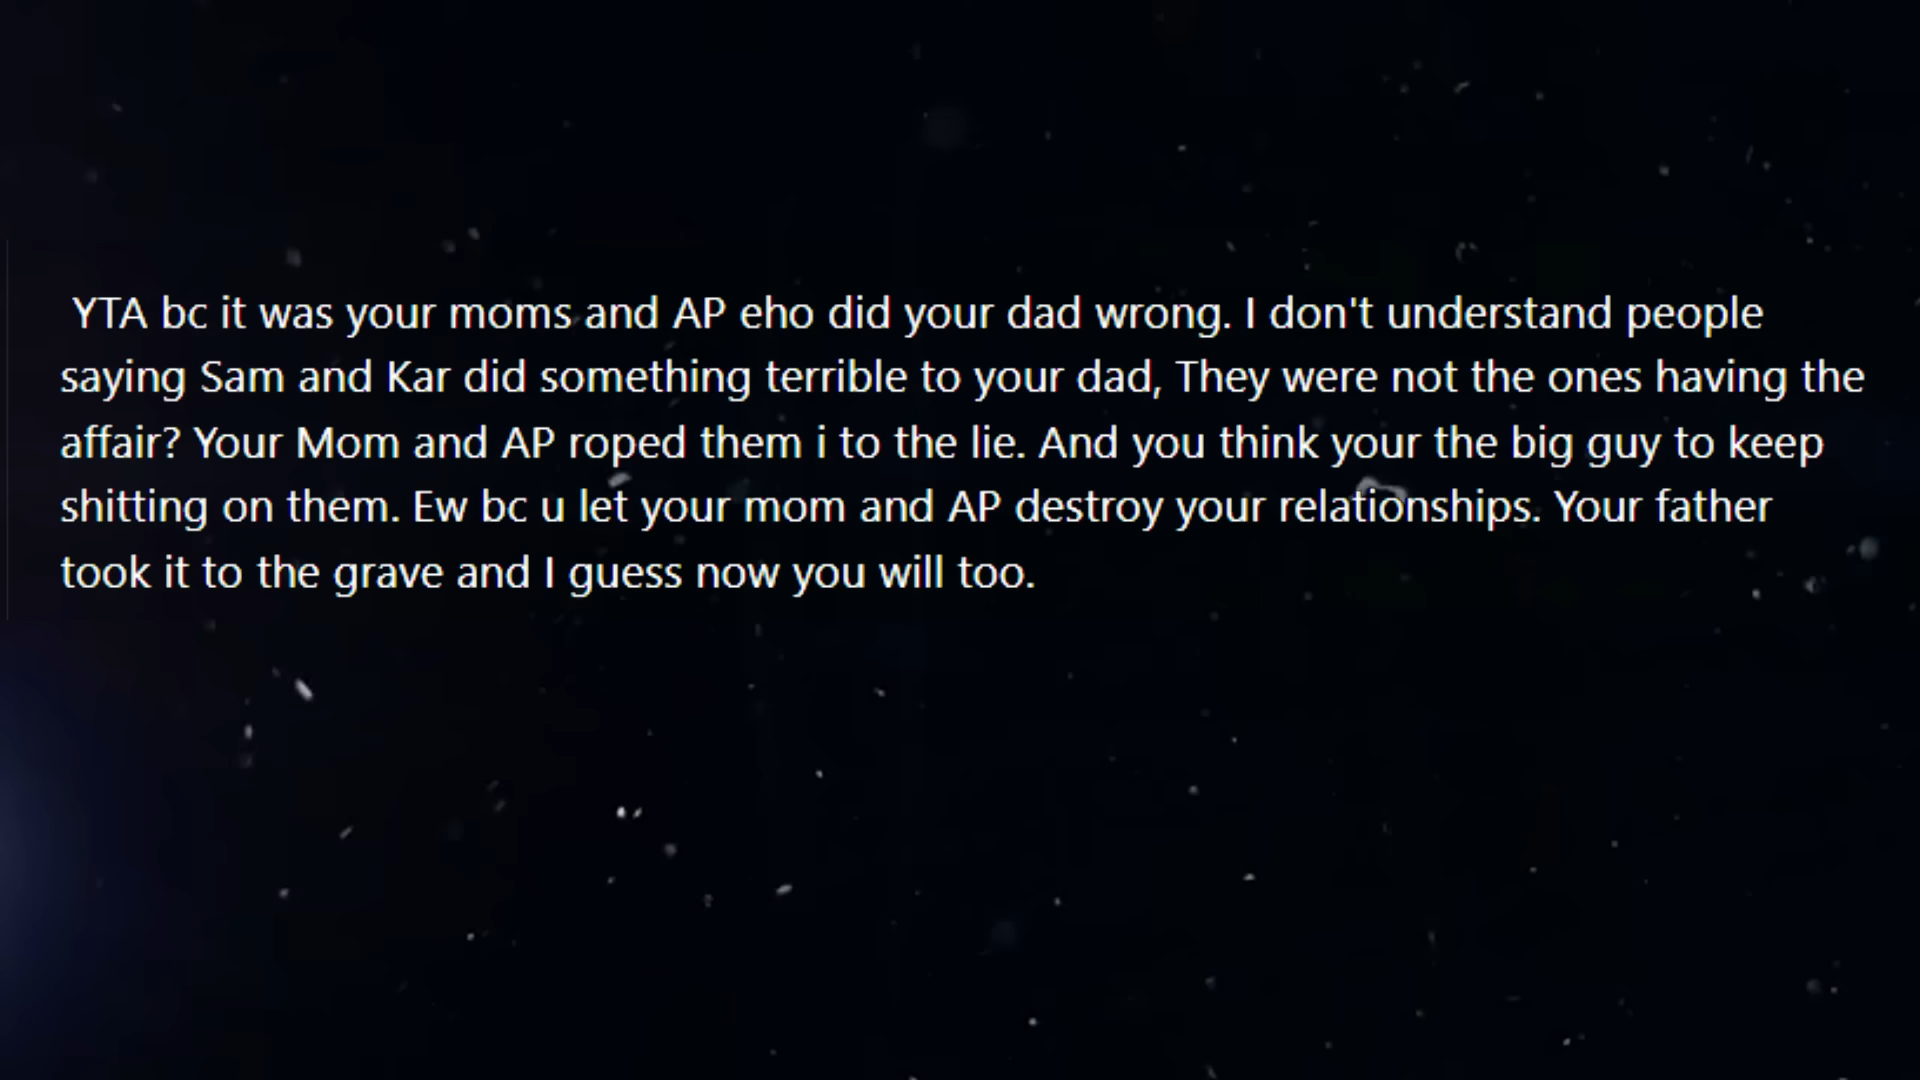 YTA bc it was your moms and AP eho did your dad wrong. I don't understand people
saying Sam and Kar did something terrible to your dad, They were not the ones having the
affair? Your Mom and AP roped them i to the lie. And you think your the big guy to keep
shitting on them. Ew bc u let your mom and AP destroy your relationships. Your father
took it to the grave and I guess now you will too.